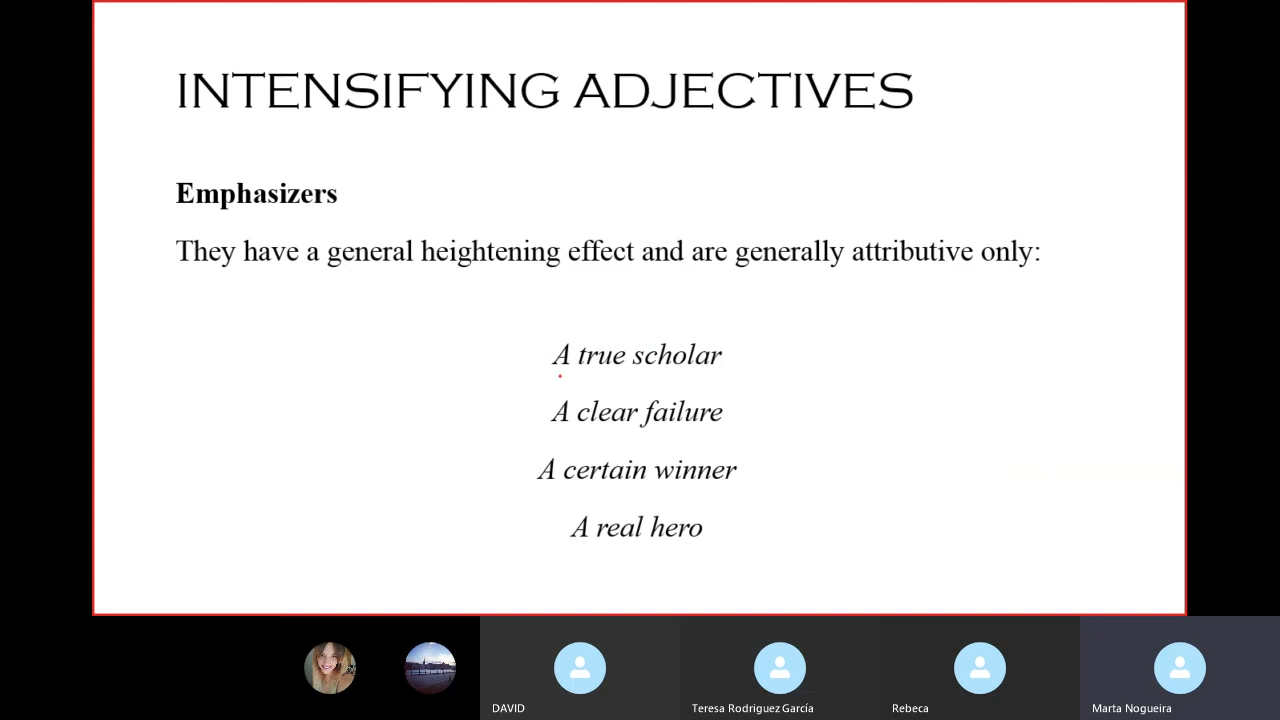 INTENSIFYING ADJECTIVES
Emphasizers
They have a general heightening effect and are generally attributive only:
A true scholar
A clear failure
A certain winner
A real hero
DAVID
Teresa Rodriguez García
Rebeca
Marta Nogueira